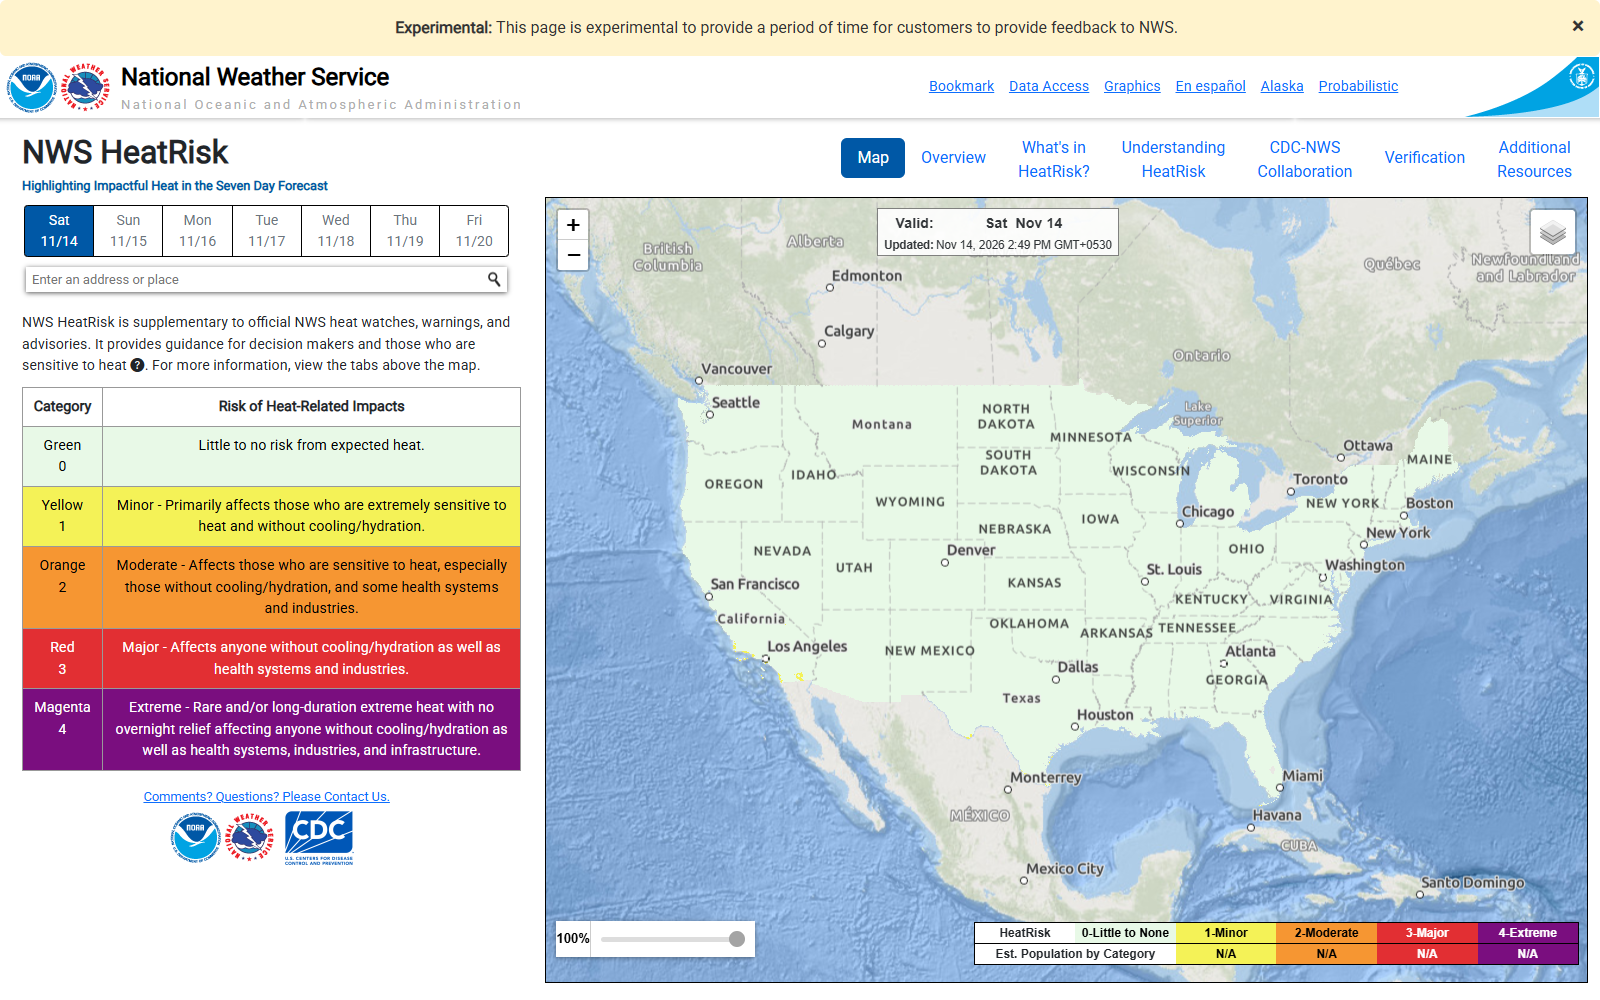 Experimental: This page is experimental to provide a period of time for customers to provide feedback to NWS.
×
NOAA
National Weather Service
National Oceanic and Atmospheric Administration
Bookmark Data Access Graphics En español Alaska Probabilistic
NWS HeatRisk
Highlighting Impactful Heat in the Seven Day Forecast
Map
Overview
What's in
HeatRisk?
Understanding
HeatRisk
CDC-NWS
Collaboration
Verification
Additional
Resources
Sat Sun Mon Tue Wed Thu Fri
11/14 11/15 11/16 11/17 11/18 11/19 11/20
Enter an address or place
NWS HeatRisk is supplementary to official NWS heat watches, warnings, and
advisories. It provides guidance for decision makers and those who are
sensitive to heat ?. For more information, view the tabs above the map.
Category Risk of Heat-Related Impacts
Green
0
Little to no risk from expected heat.
Yellow
1
Minor - Primarily affects those who are extremely sensitive to
heat and without cooling/hydration.
Orange
2
Moderate - Affects those who are sensitive to heat, especially
those without cooling/hydration, and some health systems
and industries.
Red
3
Major - Affects anyone without cooling/hydration as well as
health systems and industries.
Magenta
4
Extreme - Rare and/or long-duration extreme heat with no
overnight relief affecting anyone without cooling/hydration as
well as health systems, industries, and infrastructure.
Comments? Questions? Please Contact Us.
NOAA
CDC
U.S. CENTERS FOR DISEASE
CONTROL AND PREVENTION
+
−
Valid: Sat Nov 14
Updated: Nov 14, 2026 2:49 PM GMT+0530
British
Columbia
Alberta
Edmonton
Québec
Newfoundland
and Labrador
Calgary
Vancouver
Ontario
Seattle
Lake
Superior
Montana
NORTH
DAKOTA
MINNESOTA
Ottawa
MAINE
SOUTH
DAKOTA
WISCONSIN
IDAHO
OREGON
Toronto
WYOMING
NEW YORK
Boston
Chicago
IOWA
NEBRASKA
New York
NEVADA
Denver
OHIO
UTAH
St. Louis
Washington
San Francisco
KANSAS
KENTUCKY
VIRGINIA
California
OKLAHOMA
ARKANSAS
TENNESSEE
Los Angeles
NEW MEXICO
Atlanta
Dallas
GEORGIA
Texas
Houston
Monterrey
Miami
MÉXICO
Havana
CUBA
Mexico City
Santo Domingo
100%
HeatRisk 0-Little to None 1-Minor 2-Moderate 3-Major 4-Extreme
Est. Population by Category N/A N/A N/A N/A